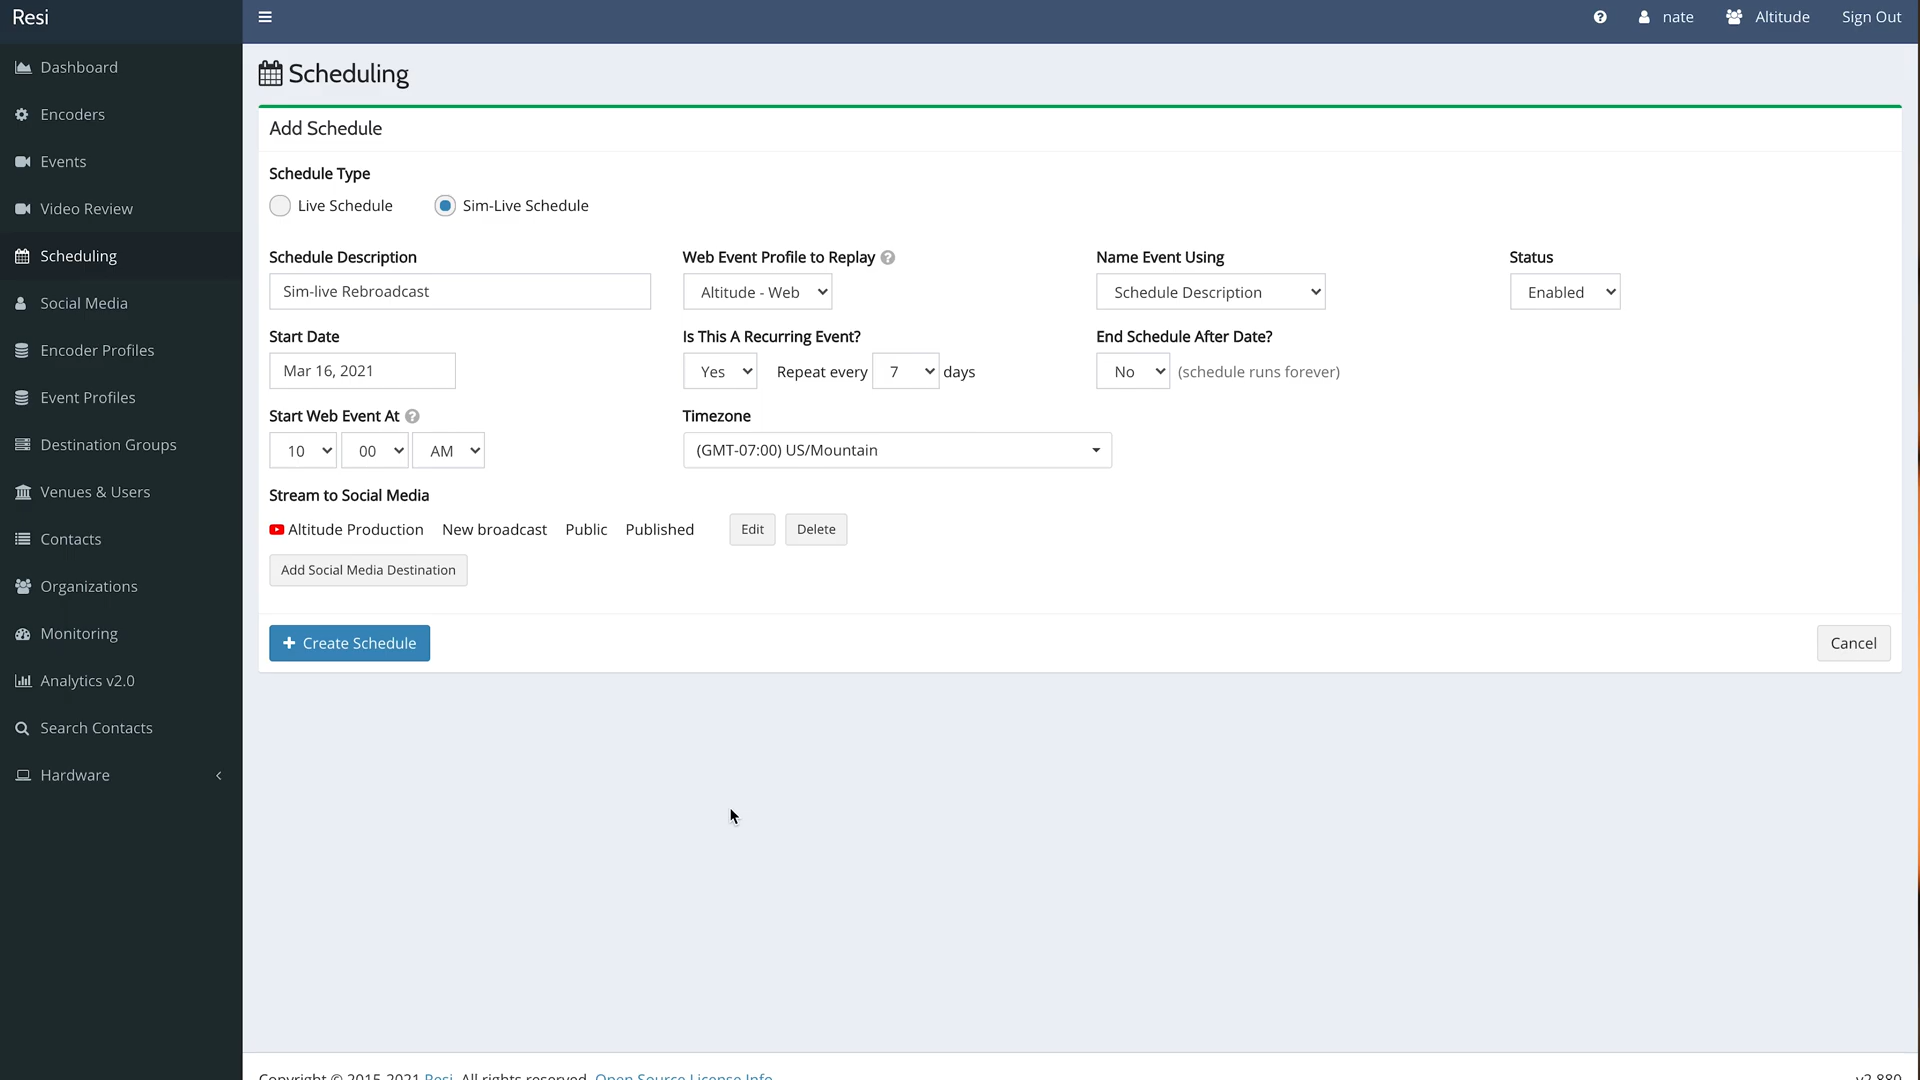 Resi
nate
Altitude
Sign Out
Dashboard
Encoders
Events
Video Review
Scheduling
Social Media
Encoder Profiles
Event Profiles
Destination Groups
Venues & Users
Contacts
Organizations
Monitoring
Analytics v2.0
Search Contacts
Hardware
Scheduling
Add Schedule
Schedule Type
Live Schedule Sim-Live Schedule
Schedule Description Web Event Profile to Replay Name Event Using Status
Sim-live Rebroadcast Altitude - Web Schedule Description Enabled
Start Date Is This A Recurring Event? End Schedule After Date?
Mar 16, 2021 Yes Repeat every 7 days No (schedule runs forever)
Start Web Event At Timezone
10 00 AM (GMT-07:00) US/Mountain
Stream to Social Media
Altitude Production New broadcast Public Published Edit Delete
Add Social Media Destination
+ Create Schedule Cancel
Copyright © 2015-2021 Resi. All rights reserved. Open Source License Info
v2.880